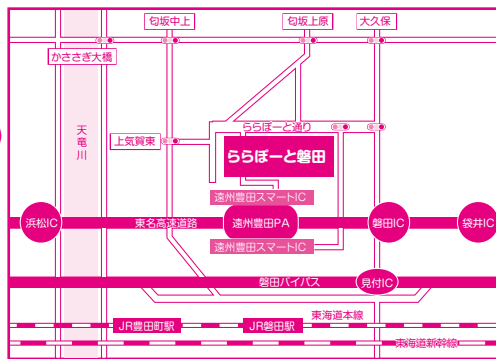 匂坂中上
匂坂上原
大久保
かささぎ大橋
天竜川
ららぽーと通り
上気賀東
ららぽーと磐田
遠州豊田スマートIC
浜松IC
東名高速道路
遠州豊田PA
磐田IC
袋井IC
遠州豊田スマートIC
磐田バイパス
見付IC
東海道本線
JR豊田町駅
JR磐田駅
東海道新幹線